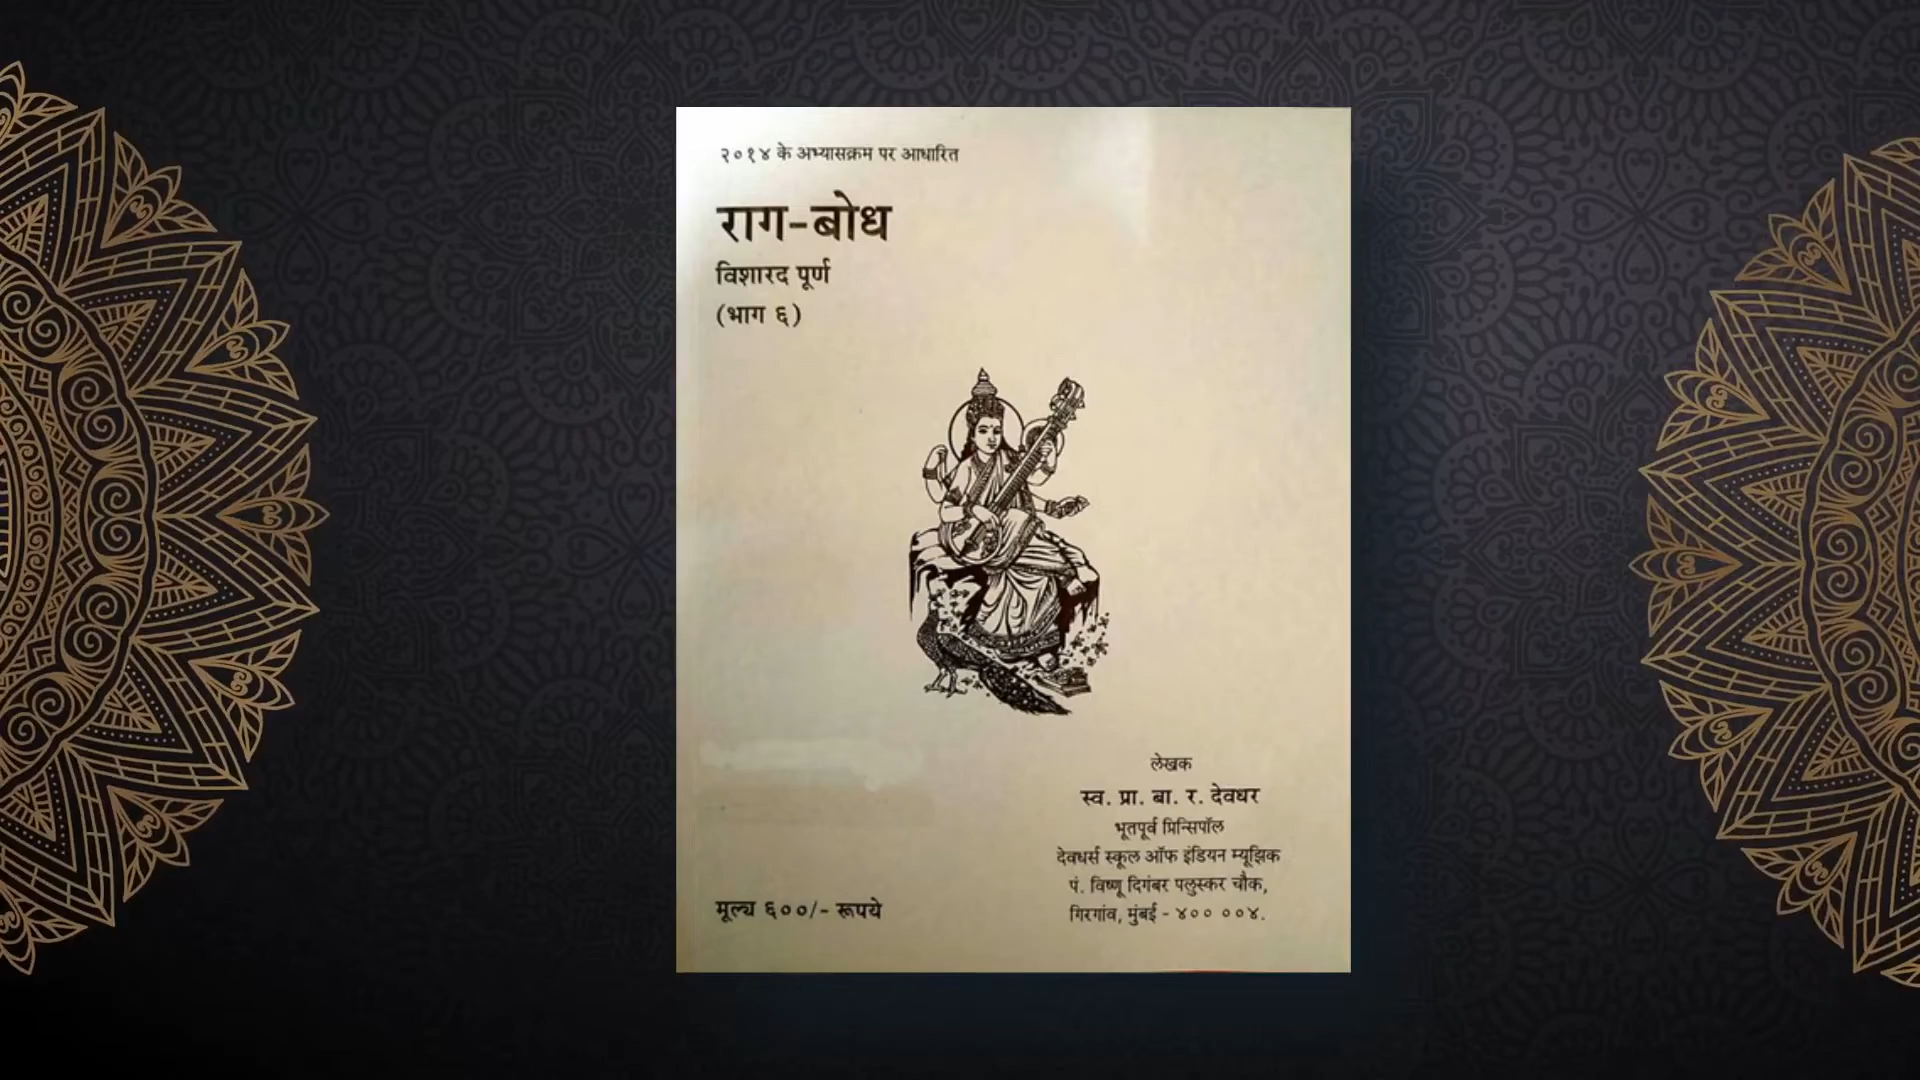 २०१४ के अभ्यासक्रम पर आधारित
राग-बोध
विशारद पूर्ण
(भाग ६)
लेखक
स्व. प्रा. बा. र. देवधर
भूतपूर्व प्रिन्सिपॉल
देवधर्स स्कूल ऑफ इंडियन म्यूझिक
पं. विष्णू दिगंबर पलुस्कर चौक,
गिरगांव, मुंबई - ४०० ००४.
मूल्य ६००/- रूपये